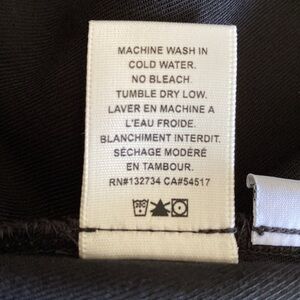 MACHINE WASH IN
COLD WATER.
NO BLEACH.
TUMBLE DRY LOW.
LAVER EN MACHINE A
L'EAU FROIDE.
BLANCHIMENT INTERDIT.
SÉCHAGE MODÉRÉ
EN TAMBOUR.
RN#132734 CA#54517